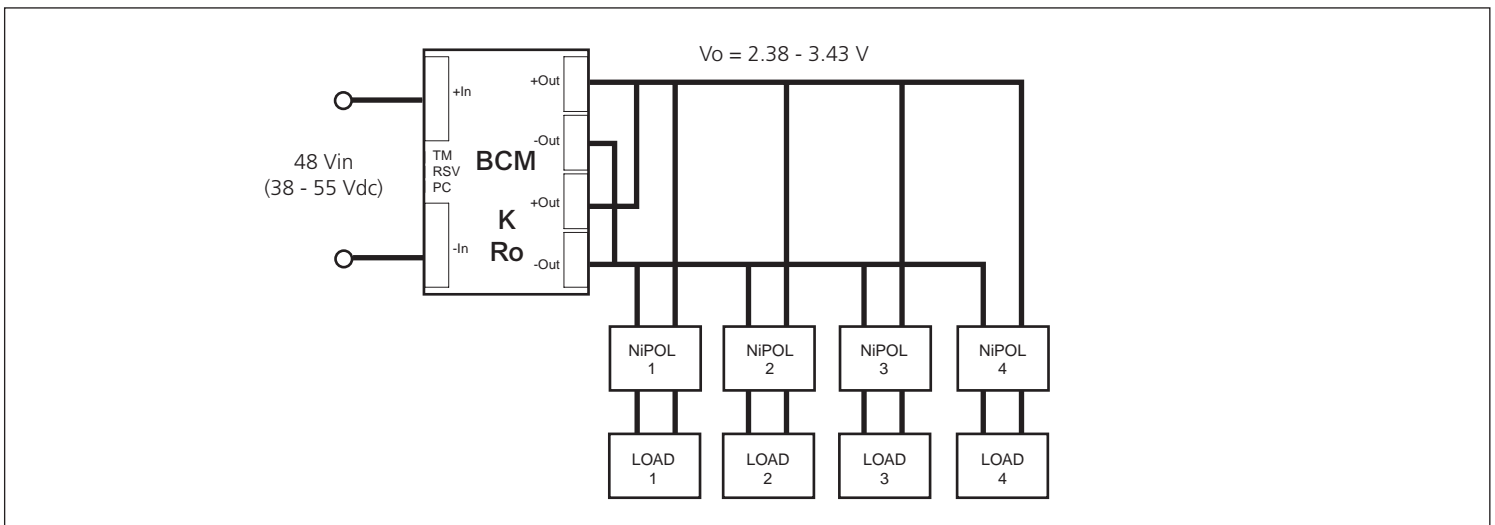 Vo = 2.38 - 3.43 V
48 Vin
(38 - 55 Vdc)
+In
TM
RSV
PC
-In
BCM
K
Ro
+Out
-Out
+Out
-Out
NiPOL
1
NiPOL
2
NiPOL
3
NiPOL
4
LOAD
1
LOAD
2
LOAD
3
LOAD
4